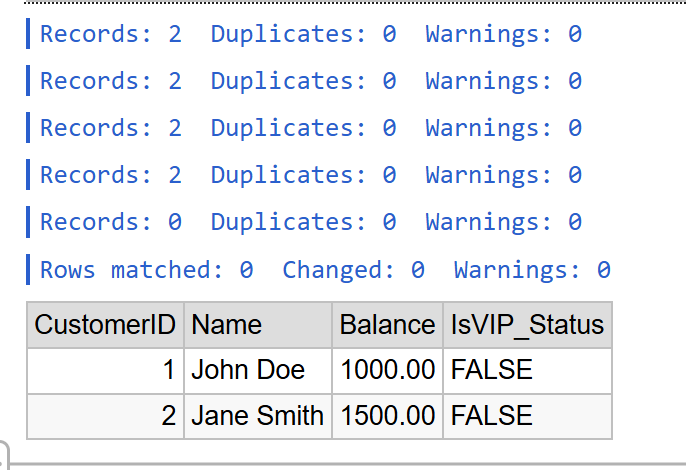 Records: 2  Duplicates: 0  Warnings: 0
Records: 2  Duplicates: 0  Warnings: 0
Records: 2  Duplicates: 0  Warnings: 0
Records: 2  Duplicates: 0  Warnings: 0
Records: 0  Duplicates: 0  Warnings: 0
Rows matched: 0  Changed: 0  Warnings: 0
CustomerID Name Balance IsVIP_Status
1 John Doe 1000.00 FALSE
2 Jane Smith 1500.00 FALSE